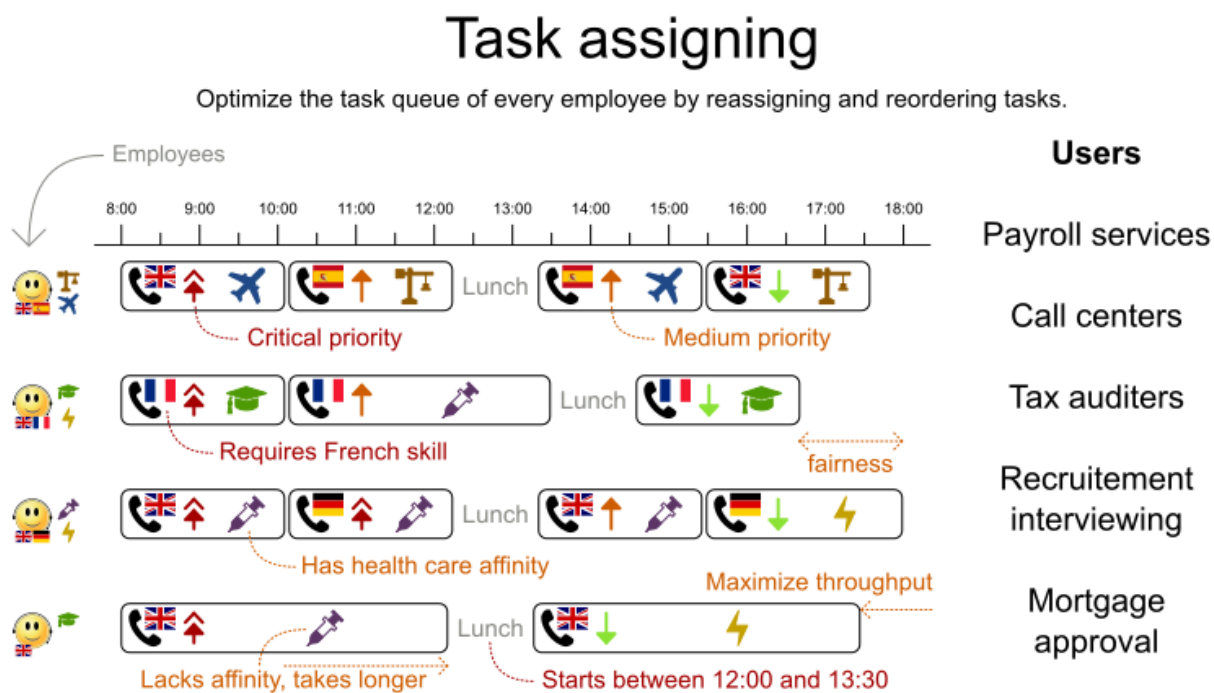 Task assigning
Optimize the task queue of every employee by reassigning and reordering tasks.
Employees
Users
8:00 9:00 10:00 11:00 12:00 13:00 14:00 15:00 16:00 17:00 18:00
Payroll services
Lunch
Call centers
Critical priority
Medium priority
Lunch
Tax auditers
Requires French skill
fairness
Recruitement
interviewing
Lunch
Has health care affinity
Maximize throughput
Mortgage
approval
Lunch
Lacks affinity, takes longer
Starts between 12:00 and 13:30